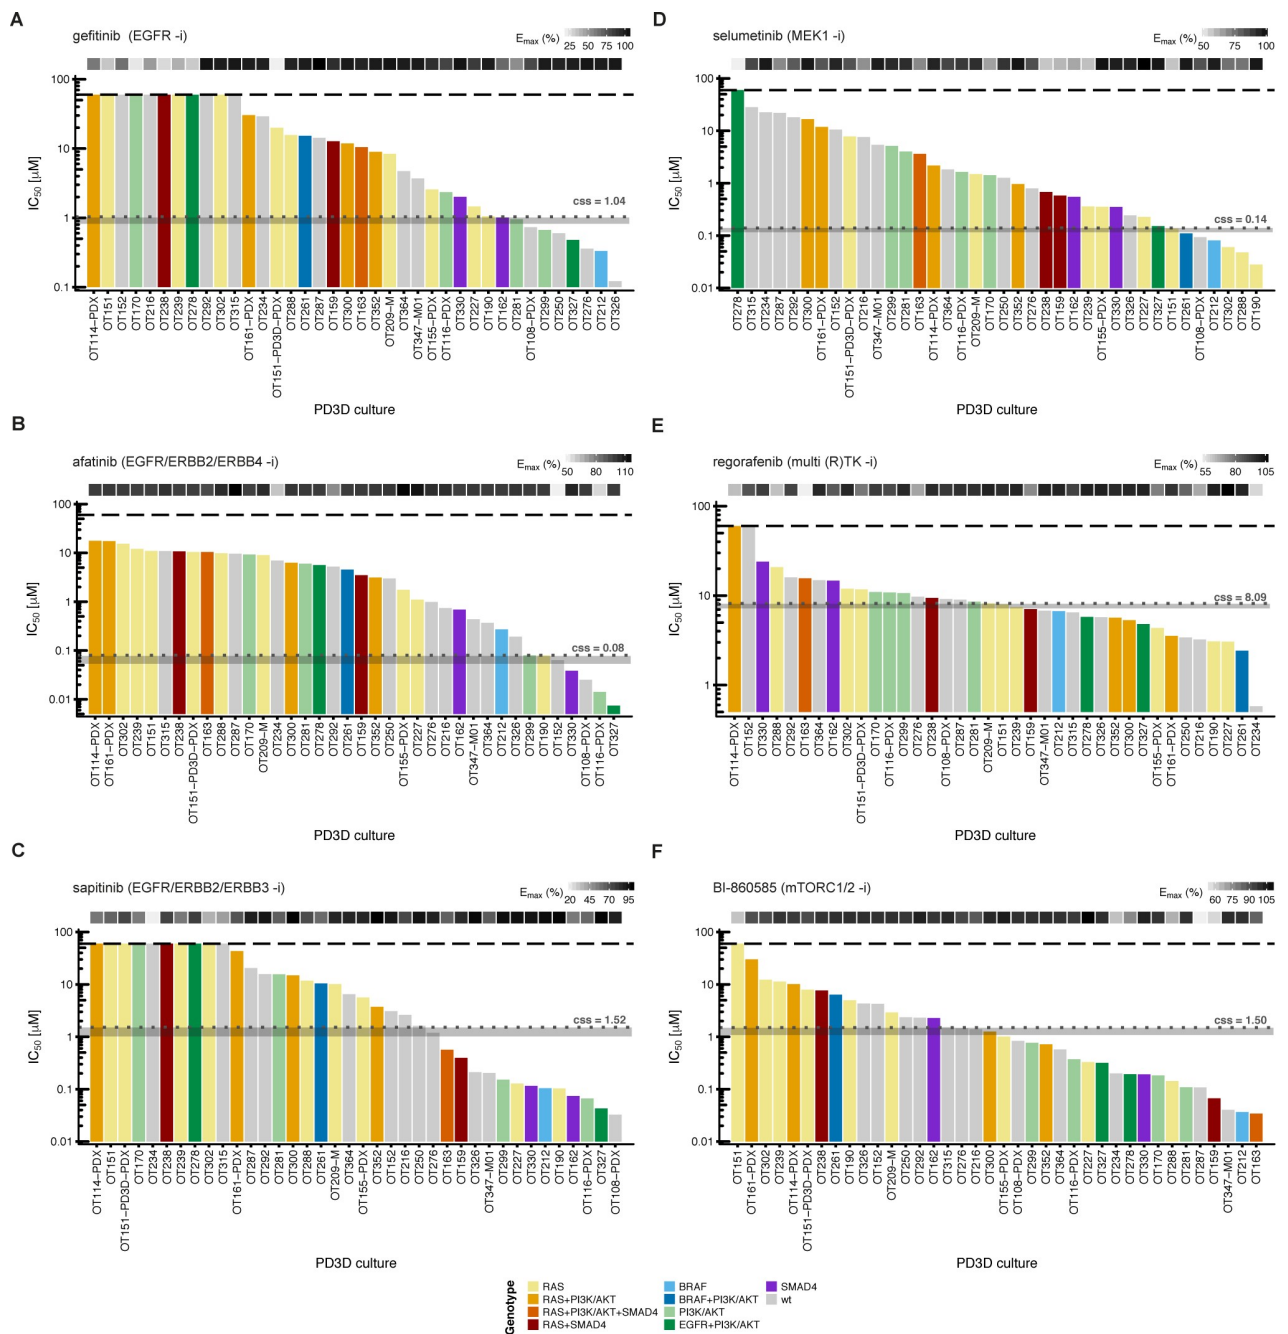 A
gefitinib (EGFR -i)
Emax (%)
25 50 75 100
100
10
1
0.1
IC50 [µM]
css = 1.04
OT114−PDX OT151 OT152 OT170 OT216 OT238 OT239 OT278 OT292 OT302 OT315 OT161−PDX OT234 OT151−PD3D−PDX OT288 OT261 OT287 OT159 OT300 OT163 OT352 OT209−M OT364 OT347−M01 OT155−PDX OT116−PDX OT330 OT227 OT190 OT162 OT281 OT108−PDX OT299 OT250 OT327 OT276 OT212 OT326
PD3D culture
B
afatinib (EGFR/ERBB2/ERBB4 -i)
Emax (%)
50 80 110
100
10
1
0.1
0.01
IC50 [µM]
css = 0.08
OT114−PDX OT161−PDX OT302 OT239 OT151 OT315 OT238 OT151−PD3D−PDX OT163 OT288 OT287 OT170 OT209−M OT234 OT300 OT281 OT278 OT292 OT261 OT159 OT352 OT250 OT155−PDX OT227 OT276 OT216 OT162 OT347−M01 OT364 OT212 OT326 OT299 OT190 OT152 OT330 OT108−PDX OT116−PDX OT327
PD3D culture
C
sapitinib (EGFR/ERBB2/ERBB3 -i)
Emax (%)
20 45 70 95
100
10
1
0.1
0.01
IC50 [µM]
css = 1.52
OT114−PDX OT151 OT151−PD3D−PDX OT170 OT234 OT238 OT239 OT278 OT302 OT315 OT161−PDX OT287 OT292 OT281 OT300 OT288 OT261 OT209−M OT364 OT155−PDX OT352 OT152 OT216 OT250 OT276 OT163 OT159 OT326 OT347−M01 OT299 OT227 OT330 OT212 OT190 OT162 OT116−PDX OT327 OT108−PDX
PD3D culture
D
selumetinib (MEK1 -i)
Emax (%)
50 75 100
100
10
1
0.1
0.01
IC50 [µM]
css = 0.14
OT278 OT315 OT234 OT287 OT292 OT300 OT161−PDX OT152 OT151−PD3D−PDX OT216 OT347−M01 OT299 OT281 OT163 OT114−PDX OT364 OT116−PDX OT209−M OT170 OT250 OT352 OT276 OT238 OT159 OT162 OT239 OT155−PDX OT330 OT326 OT227 OT327 OT151 OT261 OT108−PDX OT212 OT302 OT288 OT190
PD3D culture
E
regorafenib (multi (R)TK -i)
Emax (%)
55 80 105
100
10
1
IC50 [µM]
css = 8.09
OT114−PDX OT152 OT330 OT288 OT292 OT163 OT364 OT162 OT302 OT151−PD3D−PDX OT170 OT116−PDX OT299 OT276 OT238 OT108−PDX OT287 OT281 OT209−M OT151 OT239 OT159 OT347−M01 OT212 OT315 OT278 OT326 OT352 OT300 OT327 OT155−PDX OT161−PDX OT250 OT216 OT190 OT227 OT261 OT234
PD3D culture
F
BI-860585 (mTORC1/2 -i)
Emax (%)
60 75 90 105
100
10
1
0.1
0.01
IC50 [µM]
css = 1.50
OT151 OT161−PDX OT302 OT239 OT114−PDX OT151−PD3D−PDX OT238 OT261 OT190 OT326 OT152 OT209−M OT250 OT292 OT162 OT315 OT276 OT216 OT300 OT155−PDX OT108−PDX OT299 OT352 OT364 OT116−PDX OT227 OT327 OT234 OT278 OT330 OT170 OT288 OT281 OT287 OT159 OT347−M01 OT212 OT163
PD3D culture
Genotype
RAS
RAS+PI3K/AKT
RAS+PI3K/AKT+SMAD4
RAS+SMAD4
BRAF
BRAF+PI3K/AKT
PI3K/AKT
EGFR+PI3K/AKT
SMAD4
wt